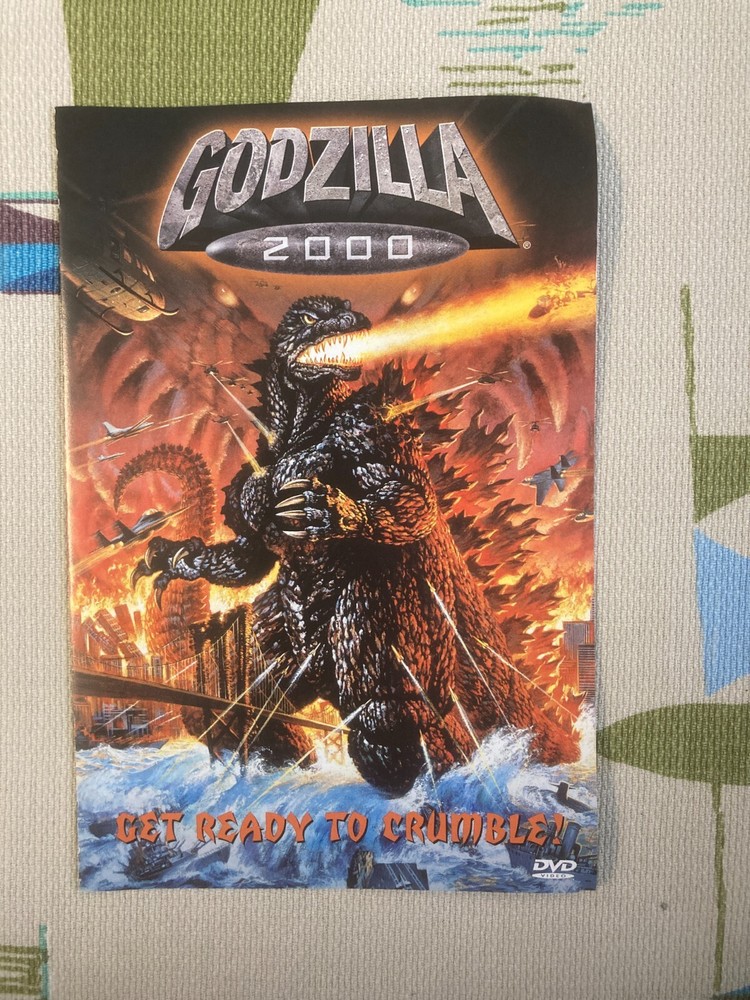 GODZILLA
2000
®
GET READY TO CRUMBLE!
DVD
VIDEO